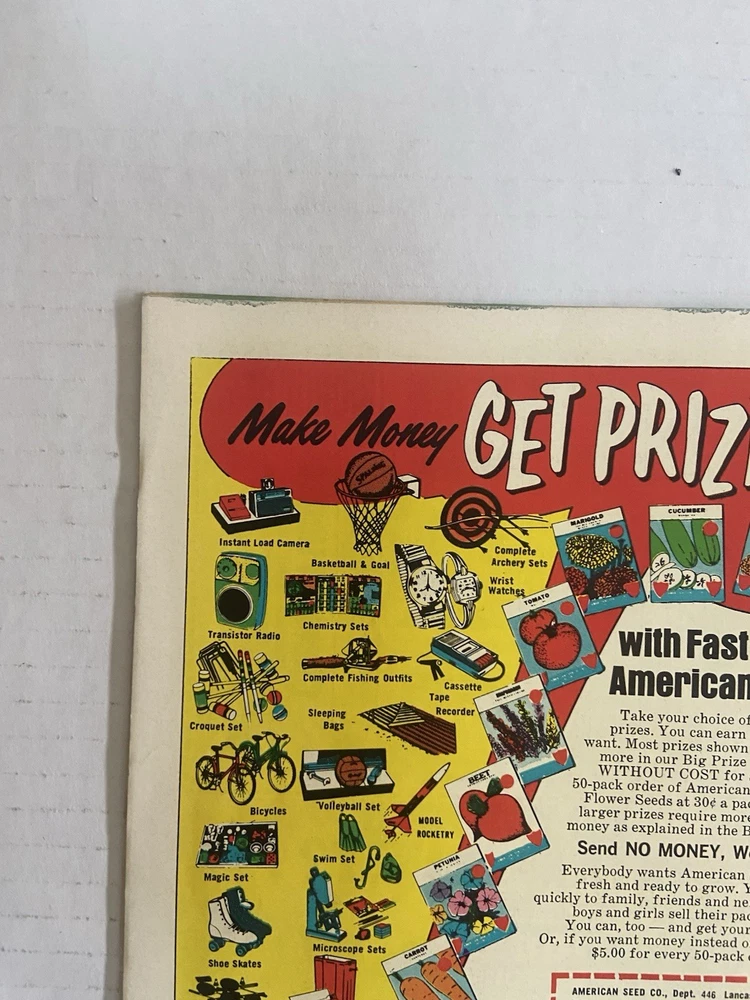 Make Money GET PRIZ
SPALDING
Instant Load Camera
Basketball & Goal
Complete
Archery Sets
MARIGOLD
CUCUMBER
Wrist
Watches
Transistor Radio
Chemistry Sets
TOMATO
Complete Fishing Outfits
Cassette
Tape
Recorder
Croquet Set
Sleeping
Bags
Bicycles
Volleyball Set
MODEL
ROCKETRY
BEET
Magic Set
Swim Set
PETUNIA
Shoe Skates
Microscope Sets
CARROT
with Fast
American
Take your choice of
prizes. You can earn
want. Most prizes shown
more in our Big Prize
WITHOUT COST for
50-pack order of American
Flower Seeds at 30¢ a pac
larger prizes require more
money as explained in the B
Send NO MONEY, W
Everybody wants American
fresh and ready to grow. Y
quickly to family, friends and ne
boys and girls sell their pac
You can, too — and get your
Or, if you want money instead o
$5.00 for every 50-pack o
AMERICAN SEED CO., Dept. 446 Lanca